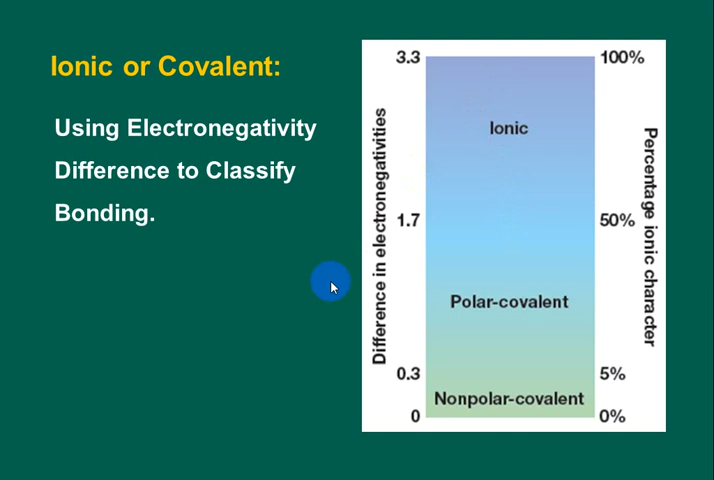 Ionic or Covalent:
Using Electronegativity
Difference to Classify
Bonding.
Difference in electronegativities
3.3
1.7
0.3
0
Ionic
Polar-covalent
Nonpolar-covalent
100%
50%
5%
0%
Percentage ionic character